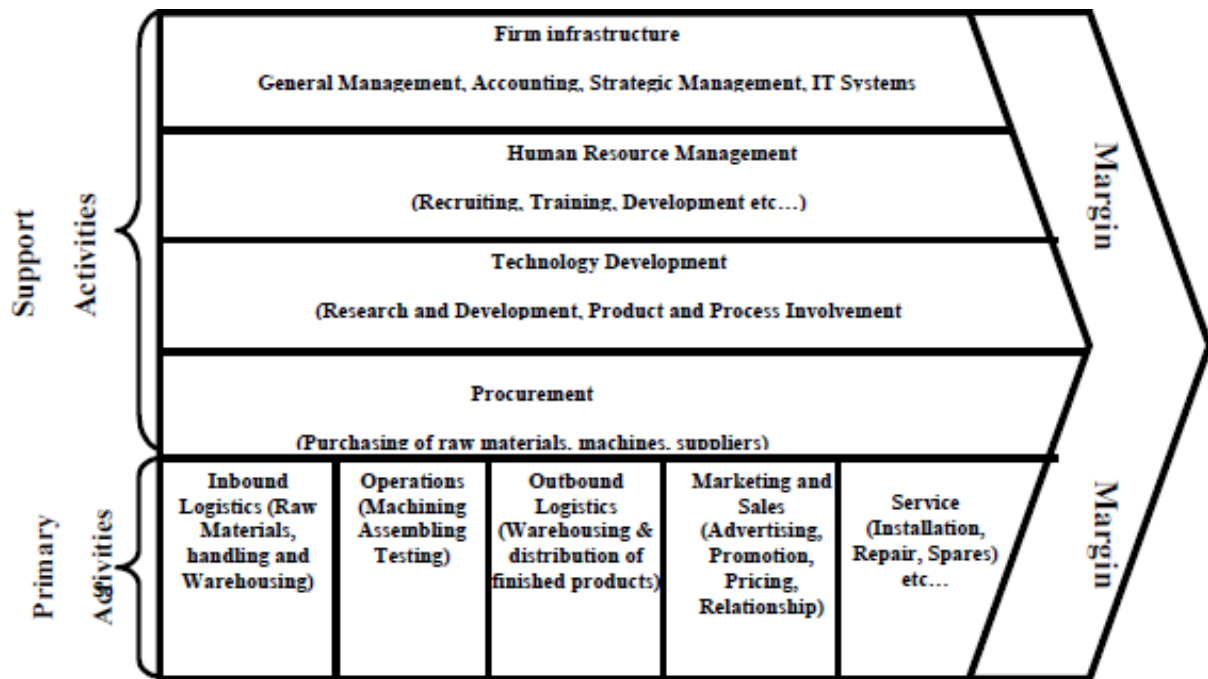 Firm infrastructure
General Management, Accounting, Strategic Management, IT Systems
Human Resource Management
(Recruiting, Training, Development etc…)
Technology Development
(Research and Development, Product and Process Involvement
Procurement
(Purchasing of raw materials, machines, suppliers)
Support
Activities
Margin
Inbound
Logistics (Raw
Materials,
handling and
Warehousing)
Operations
(Machining
Assembling
Testing)
Outbound
Logistics
(Warehousing &
distribution of
finished products)
Marketing and
Sales
(Advertising,
Promotion,
Pricing,
Relationship)
Service
(Installation,
Repair, Spares)
etc…
Primary
Activities
Margin